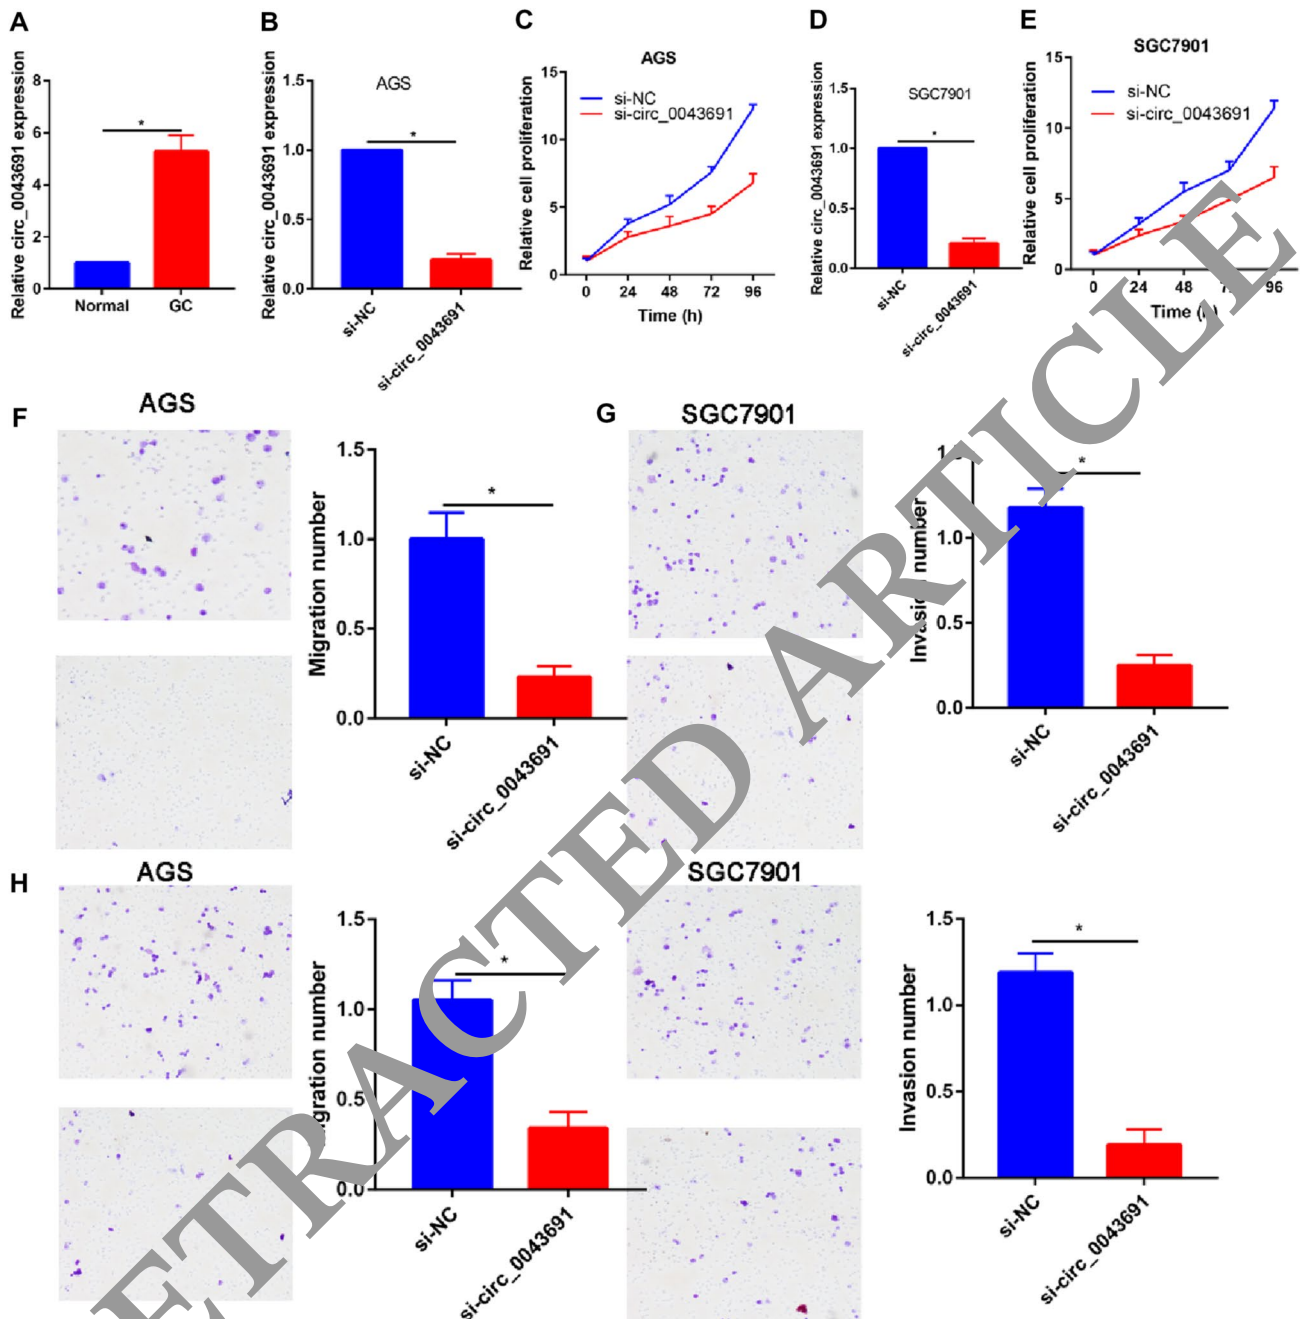 A
Relative circ_0043691 expression
8
6
4
2
0
*
Normal
GC
B
Relative circ_0043691 expression
1.5
1.0
0.5
0.0
AGS
*
si-NC
si-circ_0043691
C
AGS
Relative cell proliferation
15
10
5
0
si-NC
si-circ_0043691
0
24
48
72
96
Time (h)
D
Relative circ_0043691 expression
1.5
1.0
0.5
0.0
SGC7901
*
si-NC
si-circ_0043691
E
SGC7901
Relative cell proliferation
15
10
5
0
si-NC
si-circ_0043691
0
24
48
96
Time
F
AGS
Migration number
1.5
1.0
0.5
0.0
*
si-NC
si-circ_0043691
G
SGC7901
Invasion number
1.0
0.5
0.0
*
si-NC
si-circ_0043691
H
AGS
Migration number
1.5
1.0
0.5
0.0
*
si-NC
si-circ_0043691
SGC7901
Invasion number
1.5
1.0
0.5
0.0
*
si-NC
si-circ_0043691
ETRACTED ARTICLE